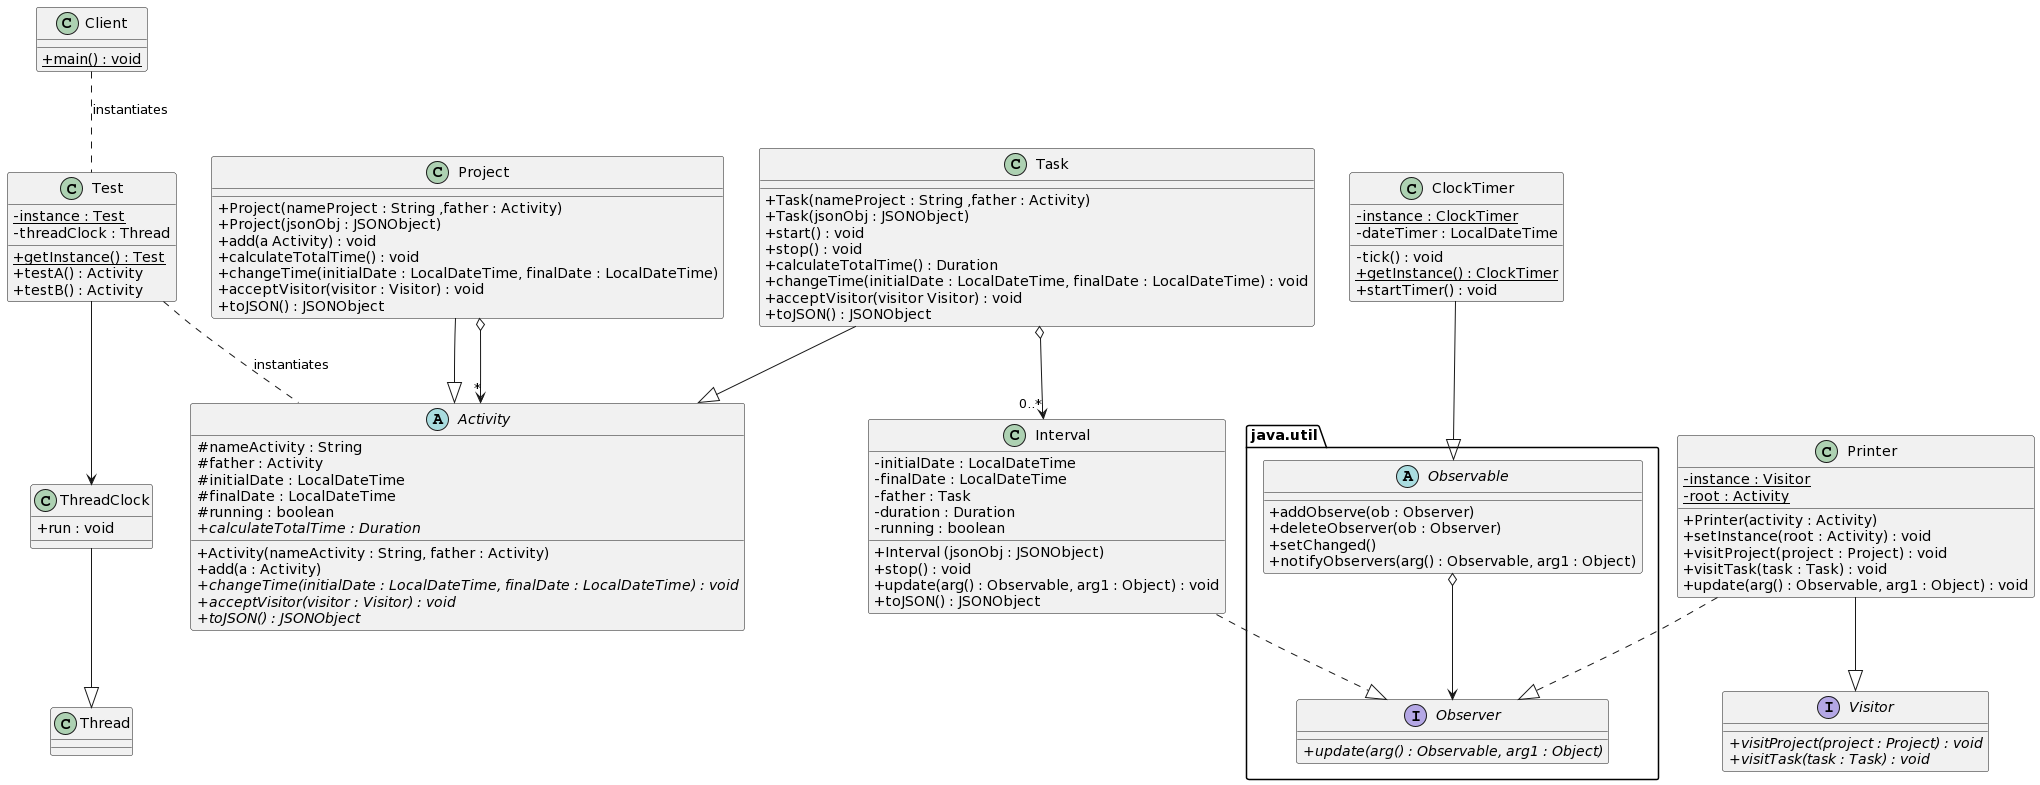 C Client
+main() : void
instantiates
C Test
-instance : Test
-threadClock : Thread
+getInstance() : Test
+testA() : Activity
+testB() : Activity
C Project
+Project(nameProject : String ,father : Activity)
+Project(jsonObj : JSONObject)
+add(a Activity) : void
+calculateTotalTime() : void
+changeTime(initialDate : LocalDateTime, finalDate : LocalDateTime)
+acceptVisitor(visitor : Visitor) : void
+toJSON() : JSONObject
C Task
+Task(nameProject : String ,father : Activity)
+Task(jsonObj : JSONObject)
+start() : void
+stop() : void
+calculateTotalTime() : Duration
+changeTime(initialDate : LocalDateTime, finalDate : LocalDateTime) : void
+acceptVisitor(visitor Visitor) : void
+toJSON() : JSONObject
C ClockTimer
-instance : ClockTimer
-dateTimer : LocalDateTime
-tick() : void
+getInstance() : ClockTimer
+startTimer() : void
instantiates
*
0..*
C ThreadClock
+run : void
A Activity
#nameActivity : String
#father : Activity
#initialDate : LocalDateTime
#finalDate : LocalDateTime
#running : boolean
+calculateTotalTime : Duration
+Activity(nameActivity : String, father : Activity)
+add(a : Activity)
+changeTime(initialDate : LocalDateTime, finalDate : LocalDateTime) : void
+acceptVisitor(visitor : Visitor) : void
+toJSON() : JSONObject
C Interval
-initialDate : LocalDateTime
-finalDate : LocalDateTime
-father : Task
-duration : Duration
-running : boolean
+Interval (jsonObj : JSONObject)
+stop() : void
+update(arg() : Observable, arg1 : Object) : void
+toJSON() : JSONObject
java.util
A Observable
+addObserve(ob : Observer)
+deleteObserver(ob : Observer)
+setChanged()
+notifyObservers(arg() : Observable, arg1 : Object)
C Printer
-instance : Visitor
-root : Activity
+Printer(activity : Activity)
+setInstance(root : Activity) : void
+visitProject(project : Project) : void
+visitTask(task : Task) : void
+update(arg() : Observable, arg1 : Object) : void
C Thread
I Observer
+update(arg() : Observable, arg1 : Object)
I Visitor
+visitProject(project : Project) : void
+visitTask(task : Task) : void